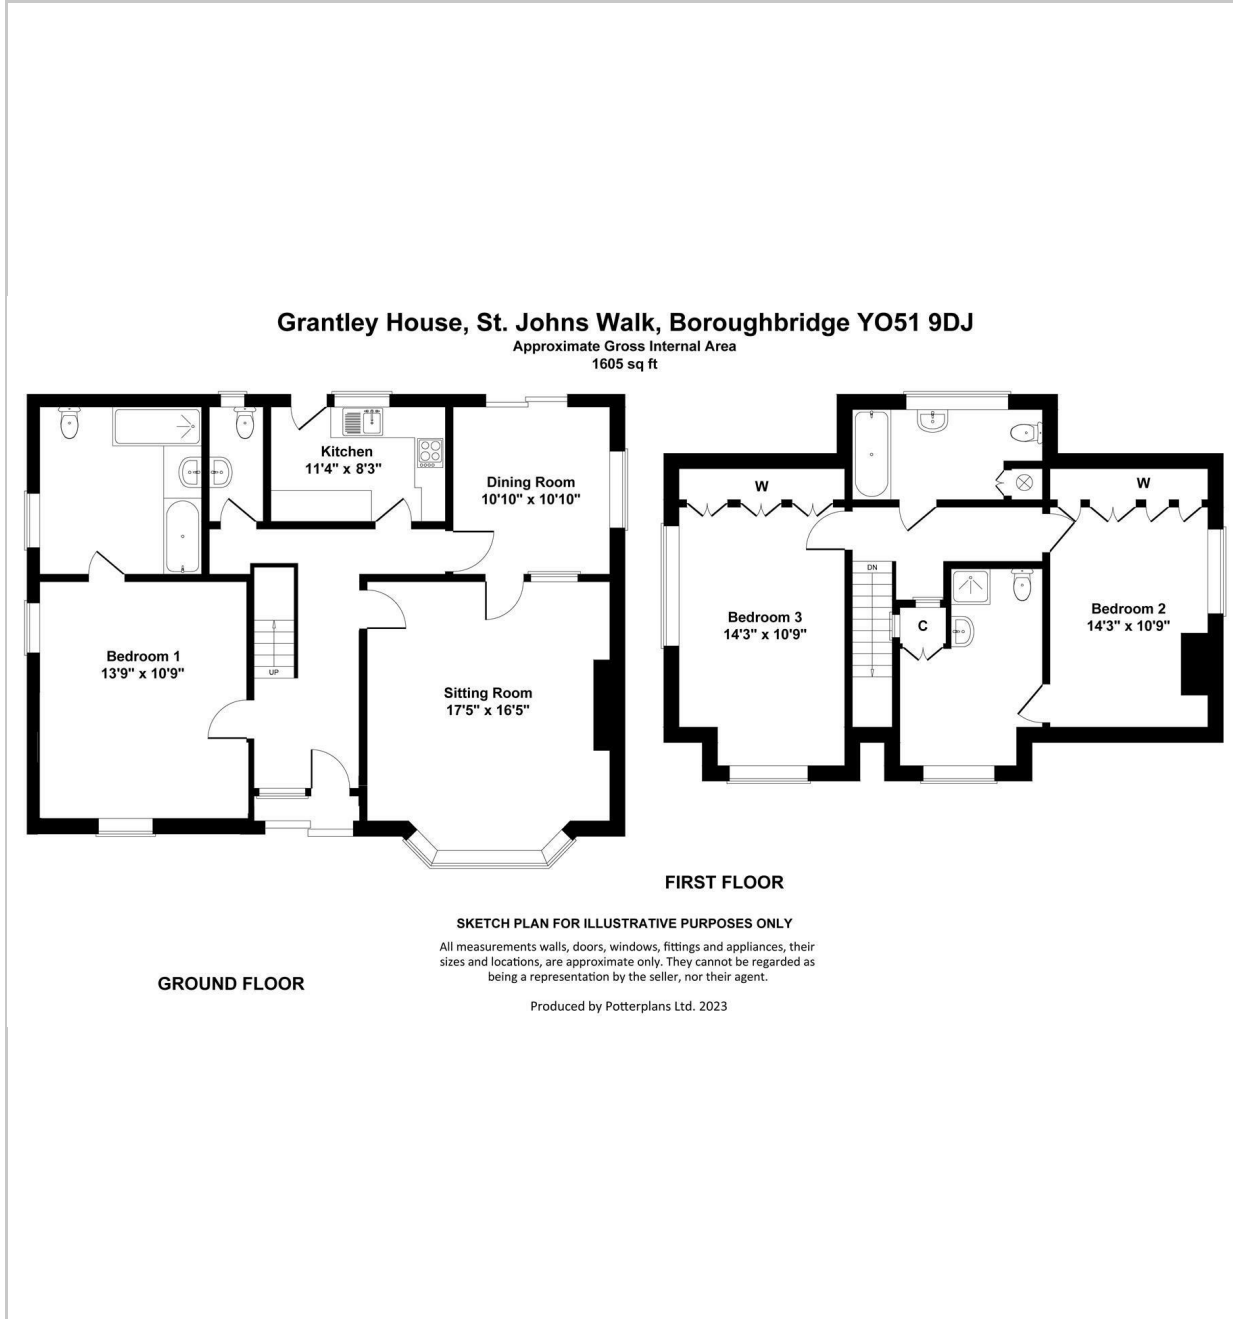 Grantley House, St. Johns Walk, Boroughbridge YO51 9DJ
Approximate Gross Internal Area
1605 sq ft
Kitchen
11'4" x 8'3"
Dining Room
10'10" x 10'10"
Bedroom 1
13'9" x 10'9"
UP
Sitting Room
17'5" x 16'5"
GROUND FLOOR
W
W
DN
Bedroom 3
14'3" x 10'9"
C
Bedroom 2
14'3" x 10'9"
FIRST FLOOR
SKETCH PLAN FOR ILLUSTRATIVE PURPOSES ONLY
All measurements walls, doors, windows, fittings and appliances, their
sizes and locations, are approximate only. They cannot be regarded as
being a representation by the seller, nor their agent.
Produced by Potterplans Ltd. 2023